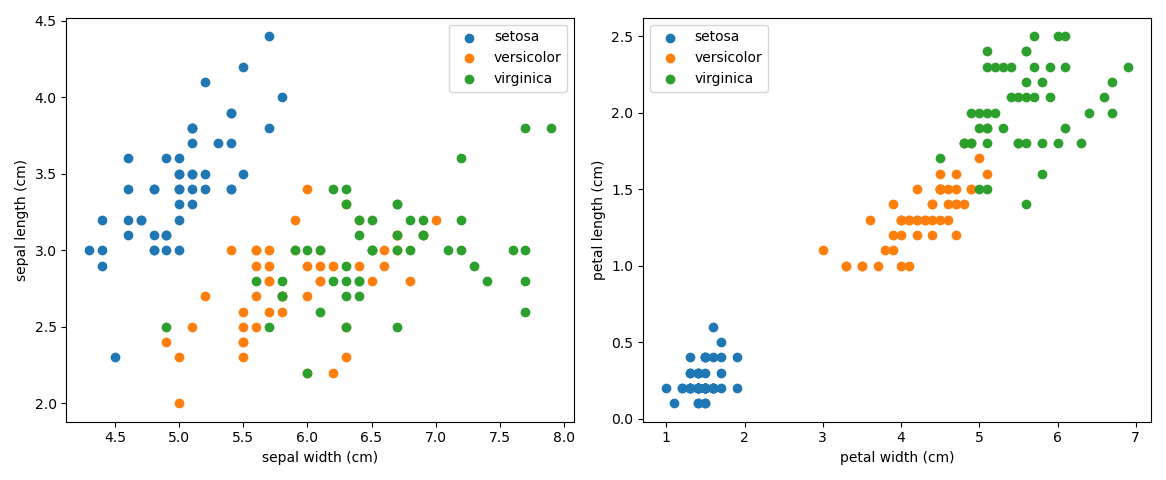 4.5
4.0
3.5
3.0
2.5
2.0
sepal length (cm)
4.5 5.0 5.5 6.0 6.5 7.0 7.5 8.0
sepal width (cm)
setosa
versicolor
virginica
2.5
2.0
1.5
1.0
0.5
0.0
petal length (cm)
1 2 3 4 5 6 7
petal width (cm)
setosa
versicolor
virginica